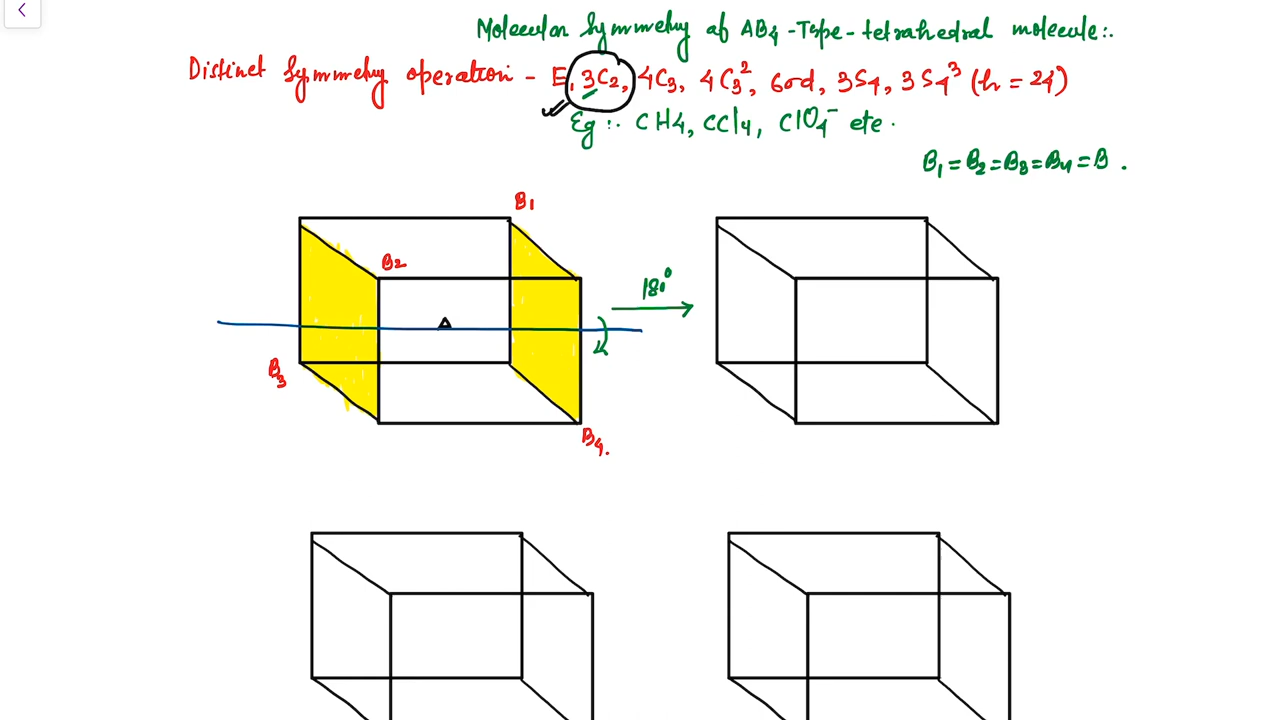 Molecular Symmetry of AB4-Type-tetrahedral molecule:.
Distinct Symmetry operation - E, 3C2, 4C3, 4C3², 6σd, 3S4, 3S4³ (h = 24)
Eg :. CH4, CCl4, ClO4⁻ etc.
B1 = B2 = B3 = B4 = B.
B1
B2
180°
A
B3
B4.